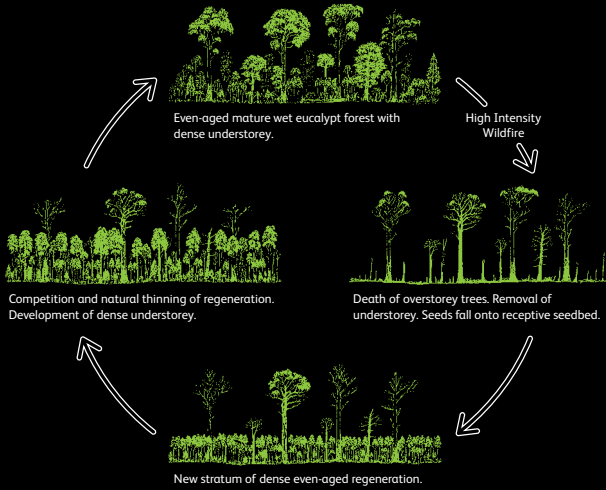 Even-aged mature wet eucalypt forest with
dense understorey.
High Intensity
Wildfire
Death of overstorey trees. Removal of
understorey. Seeds fall onto receptive seedbed.
New stratum of dense even-aged regeneration.
Competition and natural thinning of regeneration.
Development of dense understorey.